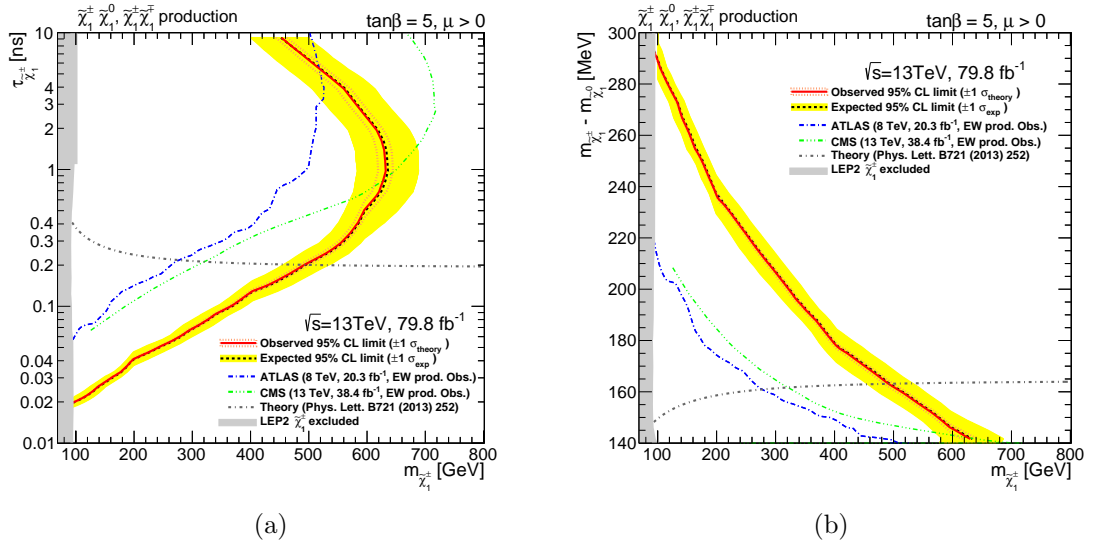 χ̃₁± χ̃₁⁰, χ̃₁±χ̃₁∓ production
tanβ = 5, μ > 0
τ_χ̃₁± [ns]
10
4
3
2
1
0.4
0.3
0.2
0.1
0.04
0.03
0.02
0.01
√s=13TeV, 79.8 fb⁻¹
Observed 95% CL limit (±1 σ_theory)
Expected 95% CL limit (±1 σ_exp)
ATLAS (8 TeV, 20.3 fb⁻¹, EW prod. Obs.)
CMS (13 TeV, 38.4 fb⁻¹, EW prod. Obs.)
Theory (Phys. Lett. B721 (2013) 252)
LEP2 χ̃₁± excluded
100 200 300 400 500 600 700 800
m_χ̃₁± [GeV]
(a)
χ̃₁± χ̃₁⁰, χ̃₁±χ̃₁∓ production
tanβ = 5, μ > 0
m_χ̃₁± - m_χ̃₁⁰ [MeV]
300
280
260
240
220
200
180
160
140
√s=13TeV, 79.8 fb⁻¹
Observed 95% CL limit (±1 σ_theory)
Expected 95% CL limit (±1 σ_exp)
ATLAS (8 TeV, 20.3 fb⁻¹, EW prod. Obs.)
CMS (13 TeV, 38.4 fb⁻¹, EW prod. Obs.)
Theory (Phys. Lett. B721 (2013) 252)
LEP2 χ̃₁± excluded
100 200 300 400 500 600 700 800
m_χ̃₁± [GeV]
(b)